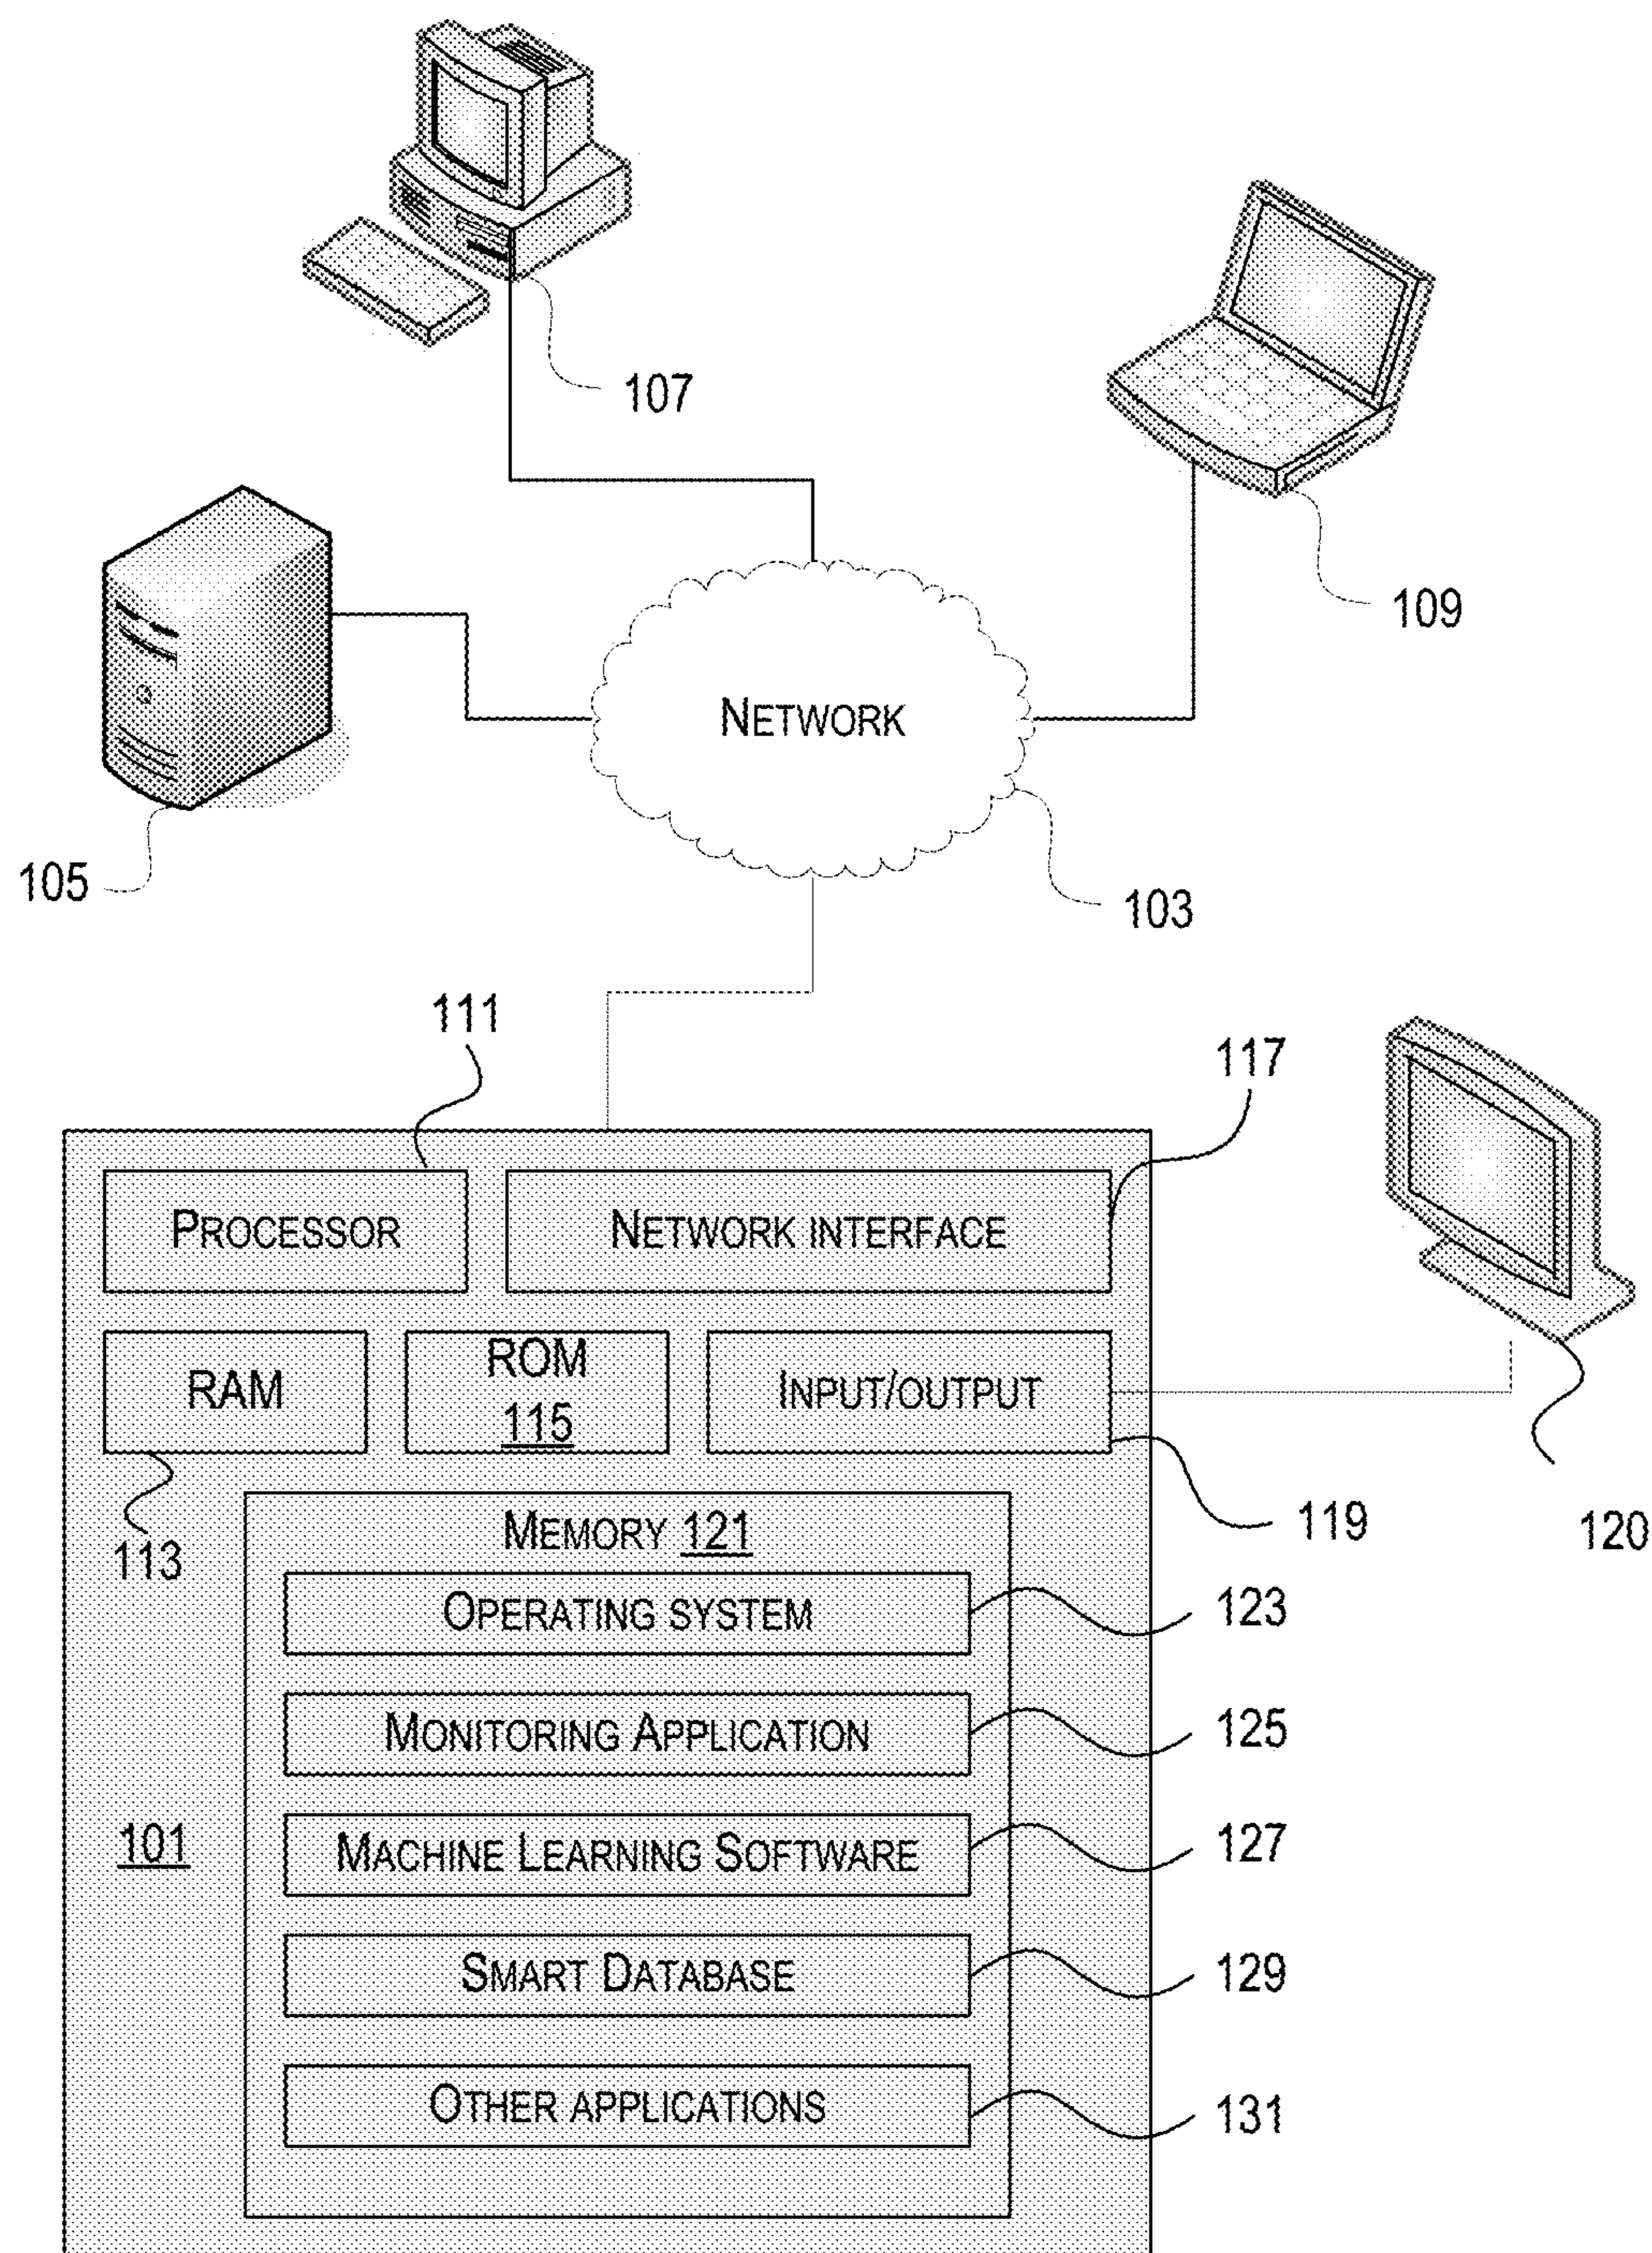 107
109
NETWORK
105
103
111
117
PROCESSOR
NETWORK INTERFACE
RAM
ROM
115
INPUT/OUTPUT
113
119
120
MEMORY 121
OPERATING SYSTEM
123
MONITORING APPLICATION
125
101
MACHINE LEARNING SOFTWARE
127
SMART DATABASE
129
OTHER APPLICATIONS
131